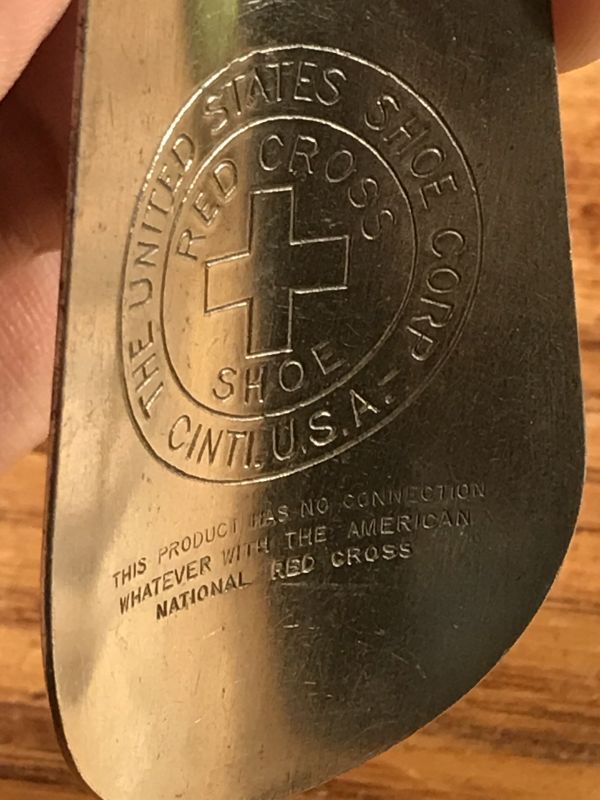 THE UNITED STATES SHOE CORP-
CINTI. U.S.A.-
RED CROSS
SHOE
THIS PRODUCT HAS NO CONNECTION
WHATEVER WITH THE AMERICAN
NATIONAL RED CROSS